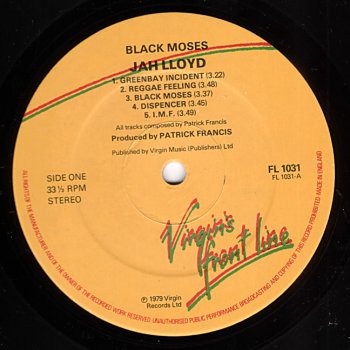 BLACK MOSES
JAH LLOYD
1. GREENBAY INCIDENT (3.22)
2. REGGAE FEELING (3.48)
3. BLACK MOSES (3.37)
4. DISPENCER (3.45)
5. I.M.F. (3.49)
All tracks composed by Patrick Francis
Produced by PATRICK FRANCIS
Published by Virgin Music (Publishers) Ltd
SIDE ONE
33 ⅓ RPM
STEREO
FL 1031
FL 1031-A
Virgin's
front line
℗ 1979 Virgin
Records Ltd
ALL RIGHTS OF THE MANUFACTURER AND OF THE OWNER OF THE RECORDED WORK RESERVED. UNAUTHORISED PUBLIC PERFORMANCE BROADCASTING AND COPYING OF THIS RECORD PROHIBITED. MADE IN ENGLAND